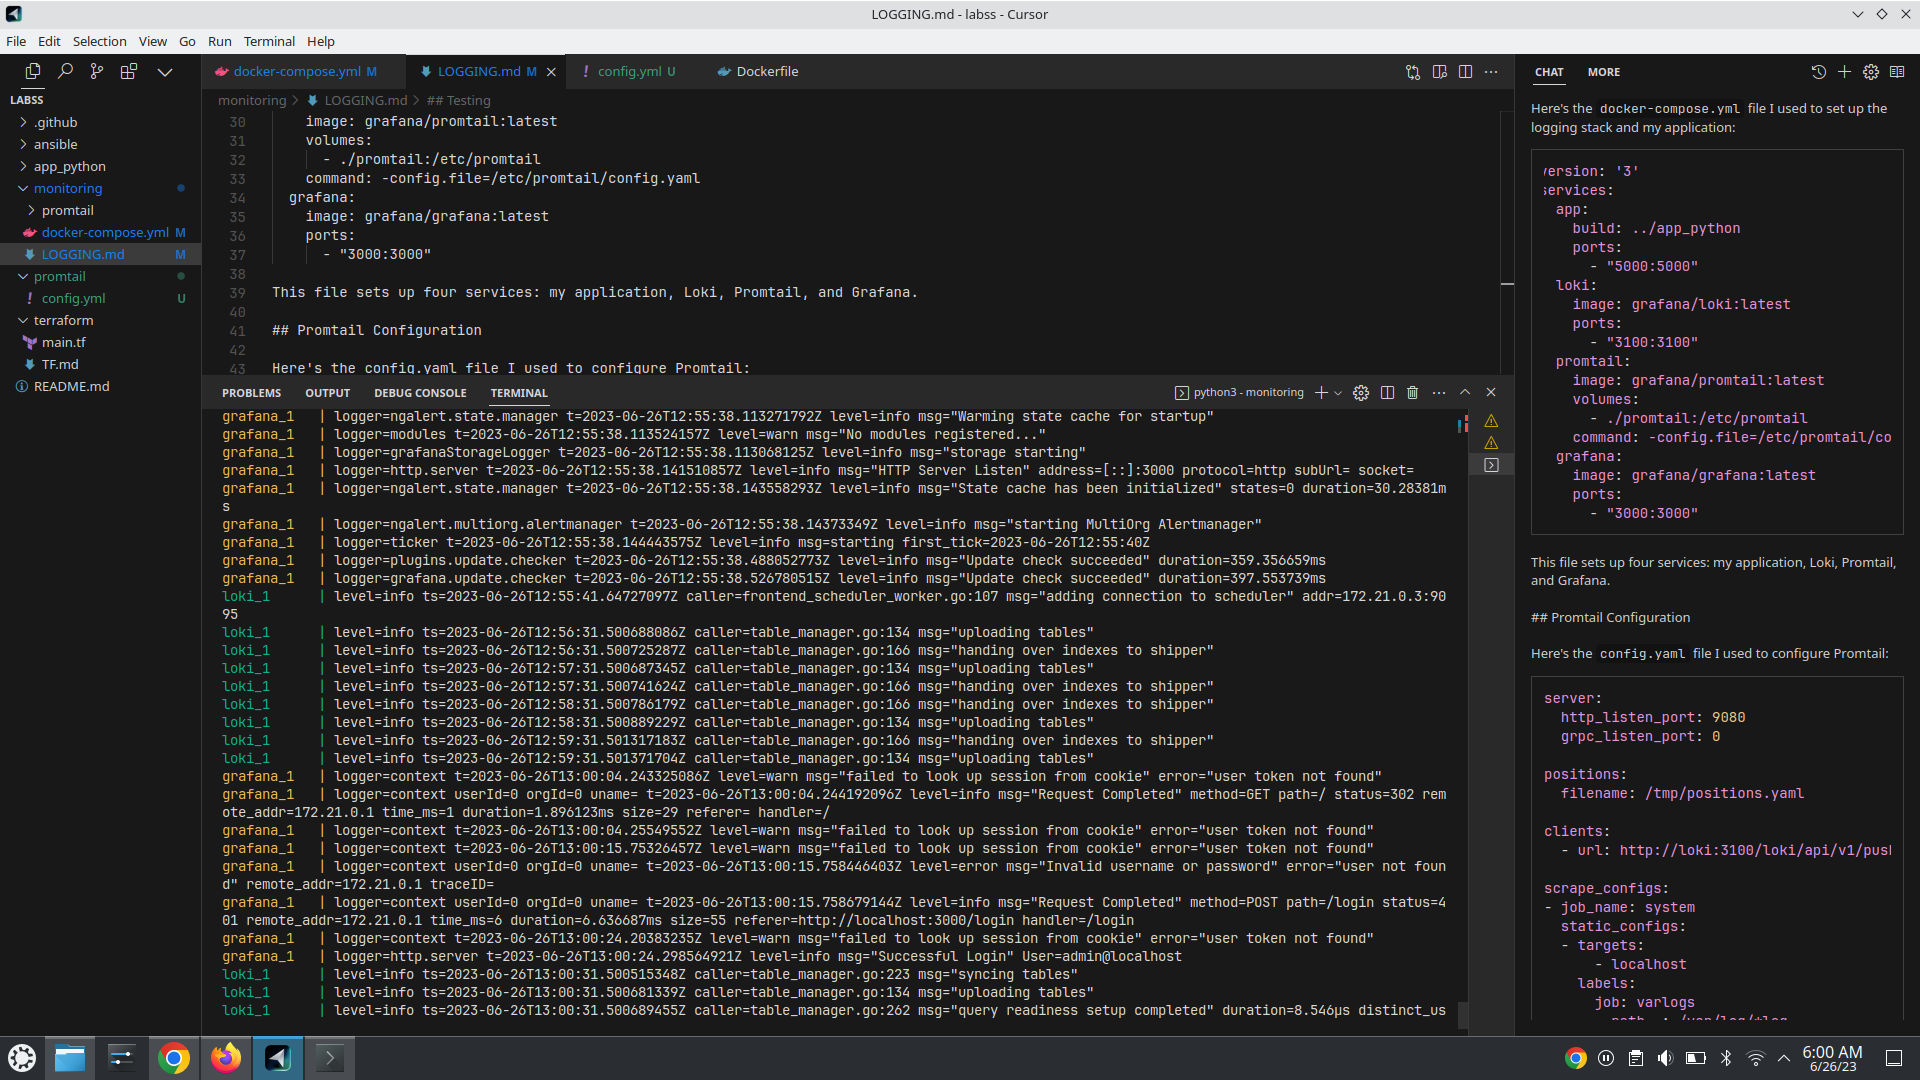 LOGGING.md - labss - Cursor
File Edit Selection View Go Run Terminal Help
LABSS
.github
ansible
app_python
monitoring
promtail
docker-compose.yml M
LOGGING.md M
promtail
config.yml U
terraform
main.tf
TF.md
README.md
docker-compose.yml M LOGGING.md M config.yml U Dockerfile
monitoring > LOGGING.md > ## Testing
30 image: grafana/promtail:latest
31 volumes:
32 - ./promtail:/etc/promtail
33 command: -config.file=/etc/promtail/config.yaml
34 grafana:
35 image: grafana/grafana:latest
36 ports:
37 - "3000:3000"
38
39 This file sets up four services: my application, Loki, Promtail, and Grafana.
40
41 ## Promtail Configuration
42
43 Here's the config.yaml file I used to configure Promtail:
PROBLEMS OUTPUT DEBUG CONSOLE TERMINAL python3 - monitoring
grafana_1 | logger=ngalert.state.manager t=2023-06-26T12:55:38.113271792Z level=info msg="Warming state cache for startup"
grafana_1 | logger=modules t=2023-06-26T12:55:38.113524157Z level=warn msg="No modules registered..."
grafana_1 | logger=grafanaStorageLogger t=2023-06-26T12:55:38.113068125Z level=info msg="storage starting"
grafana_1 | logger=http.server t=2023-06-26T12:55:38.141510857Z level=info msg="HTTP Server Listen" address=[::]:3000 protocol=http subUrl= socket=
grafana_1 | logger=ngalert.state.manager t=2023-06-26T12:55:38.143558293Z level=info msg="State cache has been initialized" states=0 duration=30.28381m
s
grafana_1 | logger=ngalert.multiorg.alertmanager t=2023-06-26T12:55:38.14373349Z level=info msg="starting MultiOrg Alertmanager"
grafana_1 | logger=ticker t=2023-06-26T12:55:38.144443575Z level=info msg=starting first_tick=2023-06-26T12:55:40Z
grafana_1 | logger=plugins.update.checker t=2023-06-26T12:55:38.488052773Z level=info msg="Update check succeeded" duration=359.356659ms
grafana_1 | logger=grafana.update.checker t=2023-06-26T12:55:38.526780515Z level=info msg="Update check succeeded" duration=397.553739ms
loki_1 | level=info ts=2023-06-26T12:55:41.64727097Z caller=frontend_scheduler_worker.go:107 msg="adding connection to scheduler" addr=172.21.0.3:90
95
loki_1 | level=info ts=2023-06-26T12:56:31.500688086Z caller=table_manager.go:134 msg="uploading tables"
loki_1 | level=info ts=2023-06-26T12:56:31.500725287Z caller=table_manager.go:166 msg="handing over indexes to shipper"
loki_1 | level=info ts=2023-06-26T12:57:31.500687345Z caller=table_manager.go:134 msg="uploading tables"
loki_1 | level=info ts=2023-06-26T12:57:31.500741624Z caller=table_manager.go:166 msg="handing over indexes to shipper"
loki_1 | level=info ts=2023-06-26T12:58:31.500786179Z caller=table_manager.go:166 msg="handing over indexes to shipper"
loki_1 | level=info ts=2023-06-26T12:58:31.500889229Z caller=table_manager.go:134 msg="uploading tables"
loki_1 | level=info ts=2023-06-26T12:59:31.501317183Z caller=table_manager.go:166 msg="handing over indexes to shipper"
loki_1 | level=info ts=2023-06-26T12:59:31.501371704Z caller=table_manager.go:134 msg="uploading tables"
grafana_1 | logger=context t=2023-06-26T13:00:04.243325086Z level=warn msg="failed to look up session from cookie" error="user token not found"
grafana_1 | logger=context userId=0 orgId=0 uname= t=2023-06-26T13:00:04.244192096Z level=info msg="Request Completed" method=GET path=/ status=302 rem
ote_addr=172.21.0.1 time_ms=1 duration=1.896123ms size=29 referer= handler=/
grafana_1 | logger=context t=2023-06-26T13:00:04.25549552Z level=warn msg="failed to look up session from cookie" error="user token not found"
grafana_1 | logger=context t=2023-06-26T13:00:15.75326457Z level=warn msg="failed to look up session from cookie" error="user token not found"
grafana_1 | logger=context userId=0 orgId=0 uname= t=2023-06-26T13:00:15.758446403Z level=error msg="Invalid username or password" error="user not foun
d" remote_addr=172.21.0.1 traceID=
grafana_1 | logger=context userId=0 orgId=0 uname= t=2023-06-26T13:00:15.758679144Z level=info msg="Request Completed" method=POST path=/login status=4
01 remote_addr=172.21.0.1 time_ms=6 duration=6.636687ms size=55 referer=http://localhost:3000/login handler=/login
grafana_1 | logger=context t=2023-06-26T13:00:24.20383235Z level=warn msg="failed to look up session from cookie" error="user token not found"
grafana_1 | logger=http.server t=2023-06-26T13:00:24.298564921Z level=info msg="Successful Login" User=admin@localhost
loki_1 | level=info ts=2023-06-26T13:00:31.500515348Z caller=table_manager.go:223 msg="syncing tables"
loki_1 | level=info ts=2023-06-26T13:00:31.500681339Z caller=table_manager.go:134 msg="uploading tables"
loki_1 | level=info ts=2023-06-26T13:00:31.500689455Z caller=table_manager.go:262 msg="query readiness setup completed" duration=8.546µs distinct_us
CHAT MORE
Here's the docker-compose.yml file I used to set up the
logging stack and my application:
version: '3'
services:
app:
build: ../app_python
ports:
- "5000:5000"
loki:
image: grafana/loki:latest
ports:
- "3100:3100"
promtail:
image: grafana/promtail:latest
volumes:
- ./promtail:/etc/promtail
command: -config.file=/etc/promtail/co
grafana:
image: grafana/grafana:latest
ports:
- "3000:3000"
This file sets up four services: my application, Loki, Promtail,
and Grafana.
## Promtail Configuration
Here's the config.yaml file I used to configure Promtail:
server:
http_listen_port: 9080
grpc_listen_port: 0
positions:
filename: /tmp/positions.yaml
clients:
- url: http://loki:3100/loki/api/v1/pus
scrape_configs:
- job_name: system
static_configs:
- targets:
- localhost
labels:
job: varlogs
6:00 AM
6/26/23